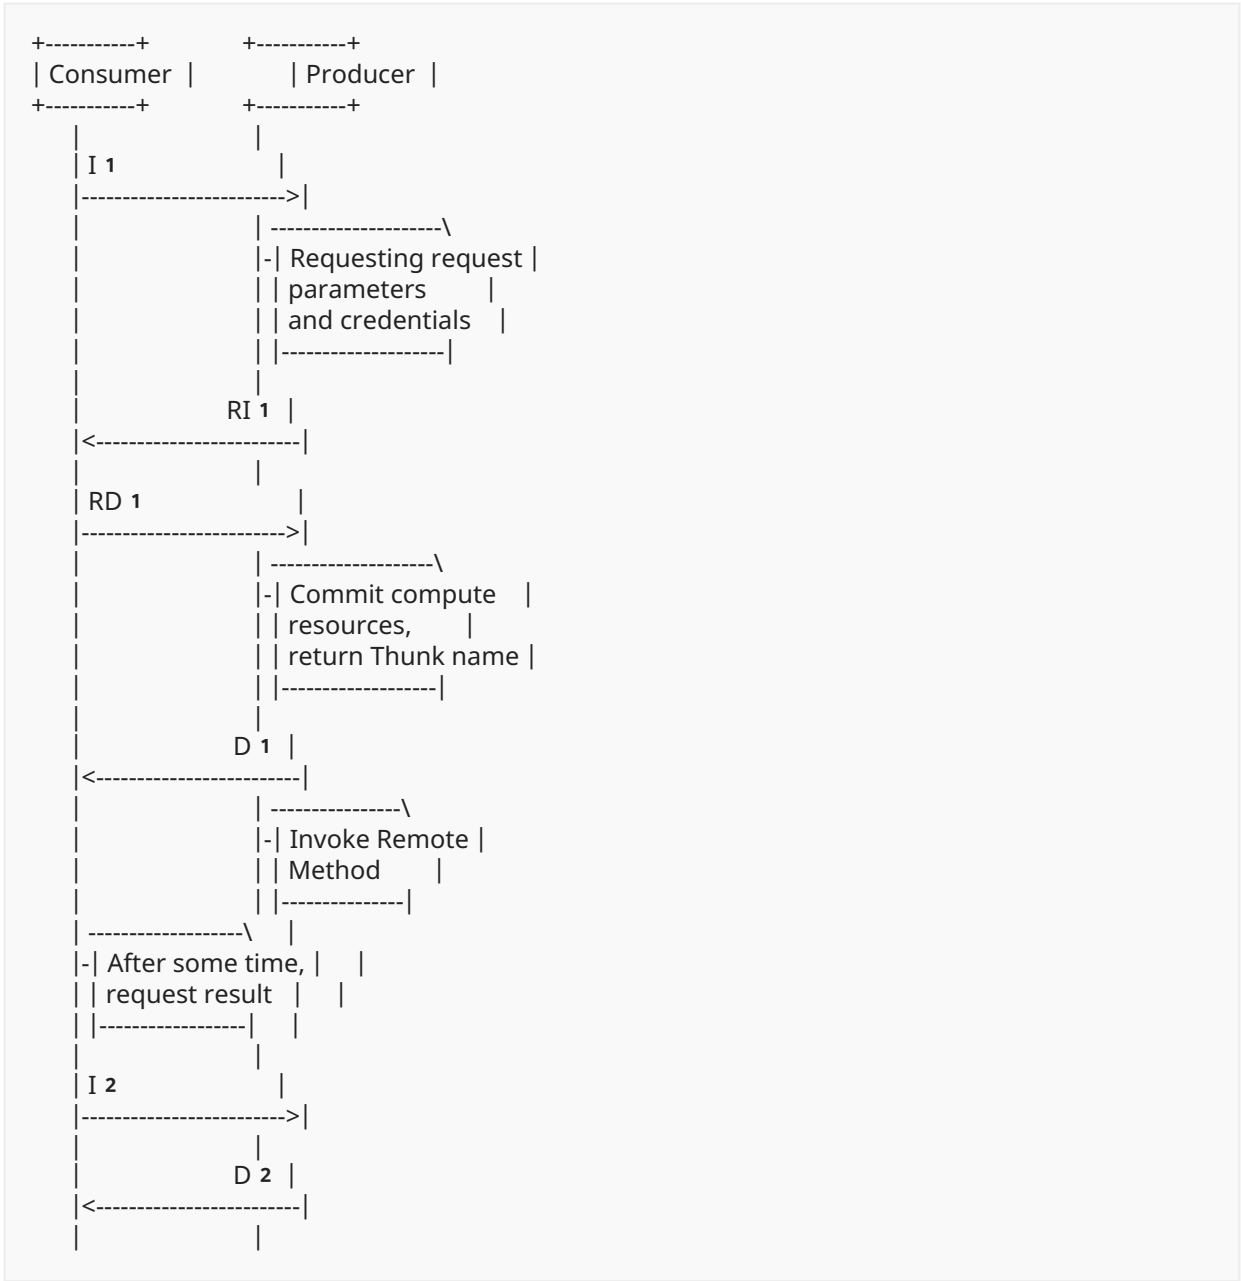 +-----------+           +-----------+
| Consumer  |           | Producer  |
+-----------+           +-----------+
      |                       |
      | I 1                   |
      |------------------------->|
      |                       | ---------------------\
      |                       |-| Requesting request |
      |                       | | parameters         |
      |                       | | and credentials    |
      |                       | |--------------------|
      |                       |
      |                  RI 1 |
      |<-------------------------|
      |                       |
      | RD 1                  |
      |------------------------->|
      |                       | --------------------\
      |                       |-| Commit compute    |
      |                       | | resources,        |
      |                       | | return Thunk name |
      |                       | |-------------------|
      |                       |
      |                   D 1 |
      |<-------------------------|
      |                       | ----------------\
      |                       |-| Invoke Remote |
      |                       | | Method        |
      |                       | |---------------|
      | -------------------\  |
      |-| After some time, |  |
      | | request result   |  |
      | |------------------|  |
      |                       |
      | I 2                   |
      |------------------------->|
      |                       |
      |                   D 2 |
      |<-------------------------|
      |                       |